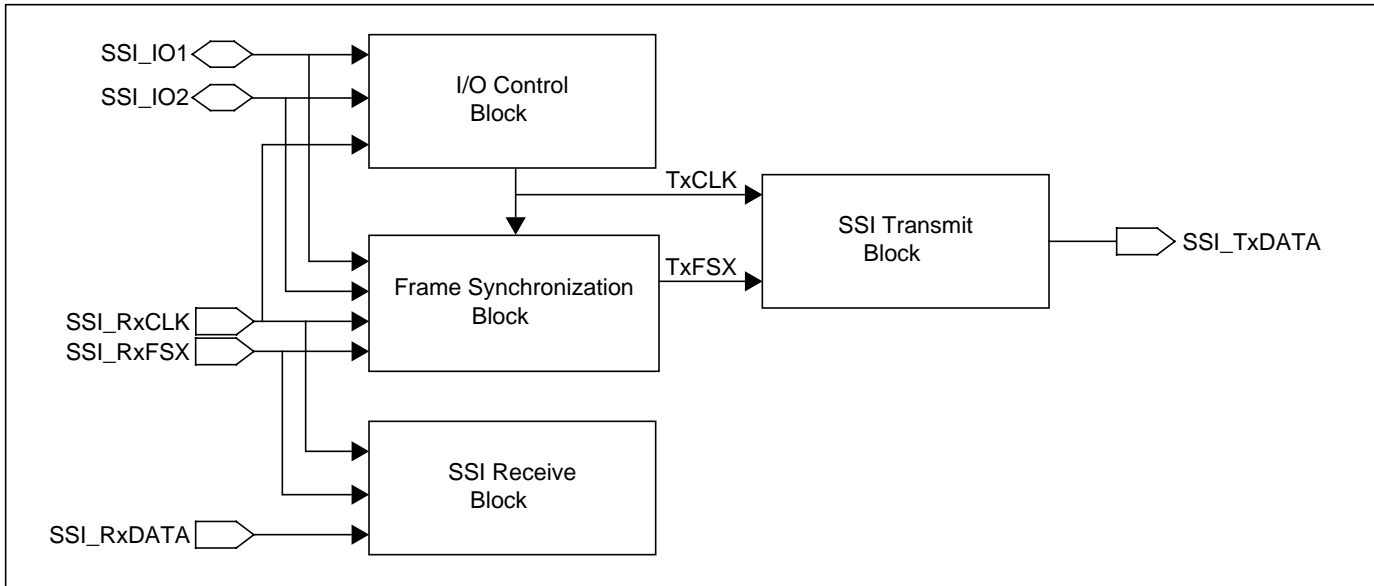 SSI_IO1
SSI_IO2
I/O Control
Block
TxCLK
SSI Transmit
Block
SSI_TxDATA
TxFSX
Frame Synchronization
Block
SSI_RxCLK
SSI_RxFSX
SSI Receive
Block
SSI_RxDATA